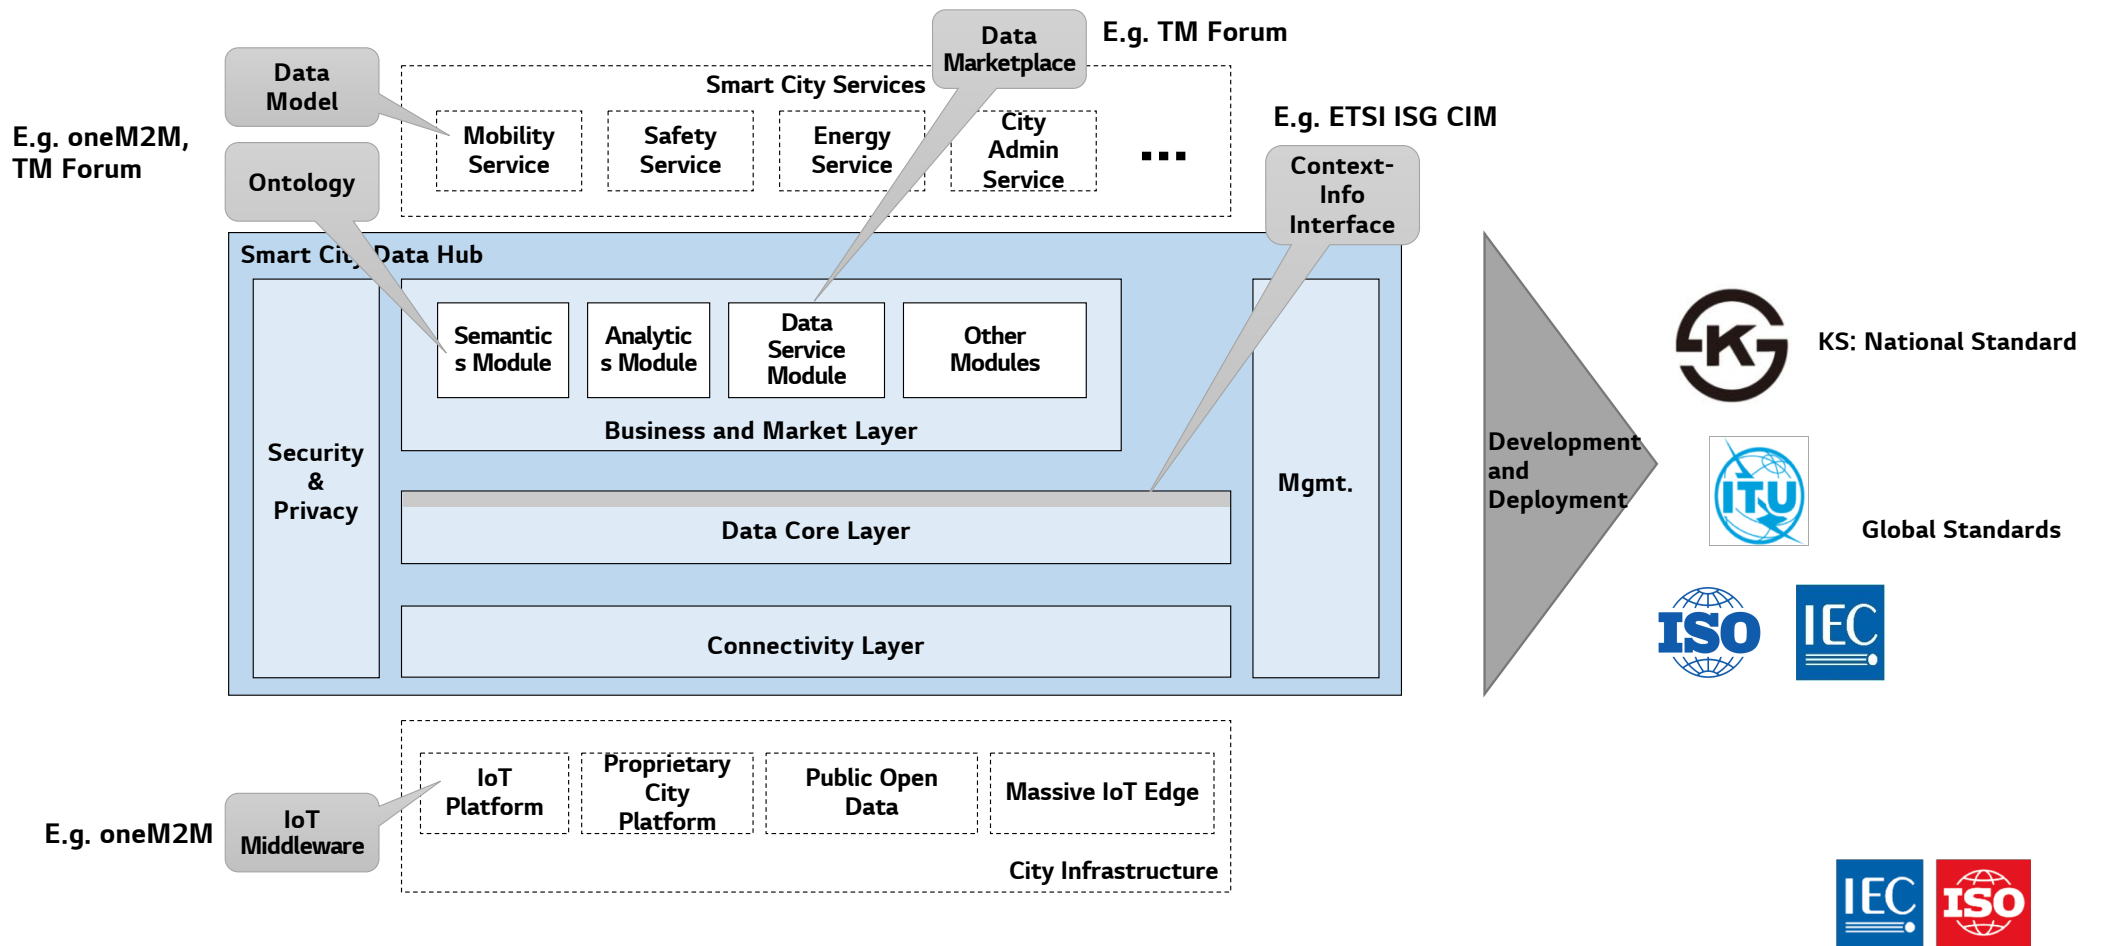 Data
Marketplace
E.g. TM Forum
Data
Model
Smart City Services
E.g. oneM2M,
TM Forum
Mobility
Service
Safety
Service
Energy
Service
City
Admin
Service
...
E.g. ETSI ISG CIM
Context-
Info
Interface
Ontology
Smart City Data Hub
Security
&
Privacy
Semantic
s Module
Analytic
s Module
Data
Service
Module
Other
Modules
Business and Market Layer
Data Core Layer
Connectivity Layer
Mgmt.
Development
and
Deployment
K
KS: National Standard
ITU
Global Standards
ISO
IEC
IoT
Platform
Proprietary
City
Platform
Public Open
Data
Massive IoT Edge
City Infrastructure
E.g. oneM2M
IoT
Middleware
IEC
ISO